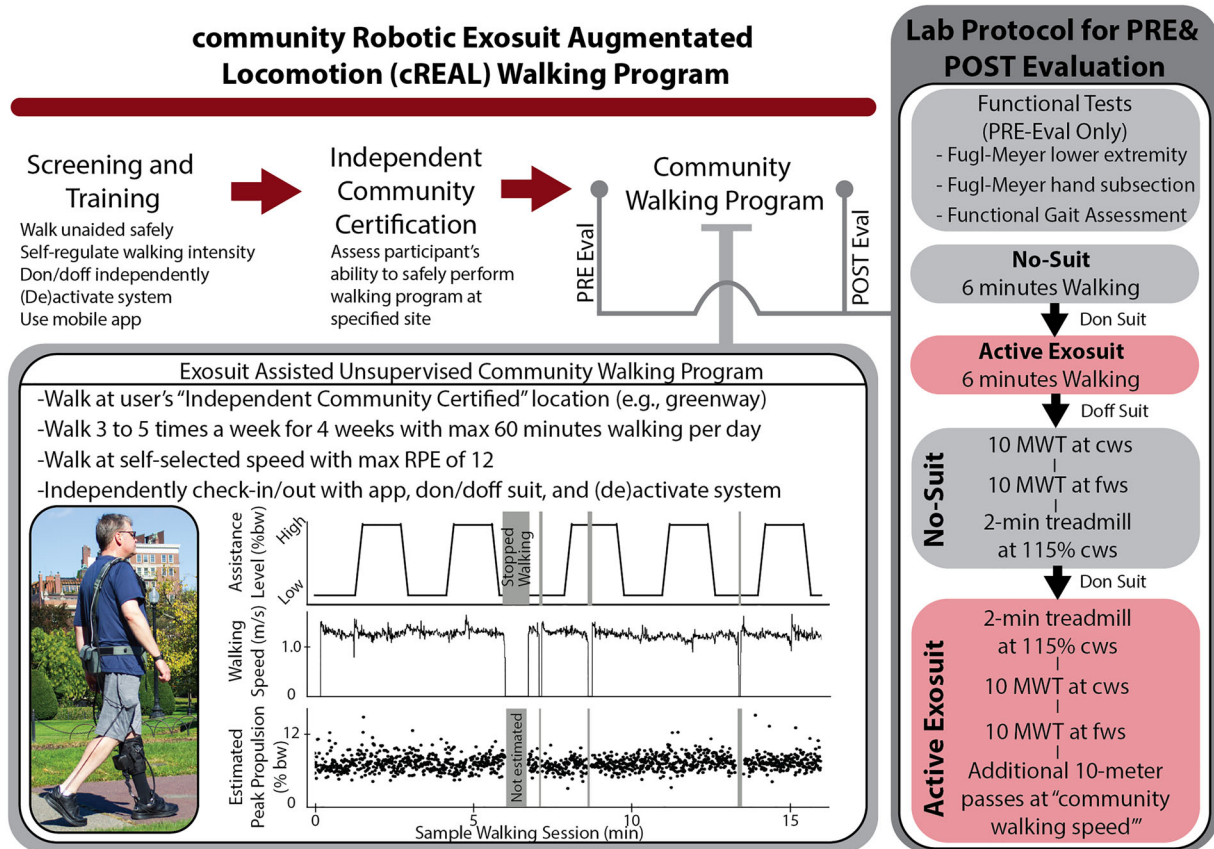 community Robotic Exosuit Augmentated
Locomotion (cREAL) Walking Program
Screening and
Training
Walk unaided safely
Self-regulate walking intensity
Don/doff independently
(De)activate system
Use mobile app
Independent
Community
Certification
Assess participant's
ability to safely perform
walking program at
specified site
Community
Walking Program
PRE Eval
POST Eval
Exosuit Assisted Unsupervised Community Walking Program
-Walk at user's “Independent Community Certified” location (e.g., greenway)
-Walk 3 to 5 times a week for 4 weeks with max 60 minutes walking per day
-Walk at self-selected speed with max RPE of 12
-Independently check-in/out with app, don/doff suit, and (de)activate system
Assistance
Level (%bw)
High
Low
Stopped
Walking
Walking
Speed (m/s)
1.0
0
Estimated
Peak Propulsion
(% bw)
12
0
Not estimated
0
5
10
15
Sample Walking Session (min)
Lab Protocol for PRE&
POST Evaluation
Functional Tests
(PRE-Eval Only)
- Fugl-Meyer lower extremity
- Fugl-Meyer hand subsection
- Functional Gait Assessment
No-Suit
6 minutes Walking
Don Suit
Active Exosuit
6 minutes Walking
Doff Suit
No-Suit
10 MWT at cws
10 MWT at fws
2-min treadmill
at 115% cws
Don Suit
Active Exosuit
2-min treadmill
at 115% cws
10 MWT at cws
10 MWT at fws
Additional 10-meter
passes at “community
walking speed”’